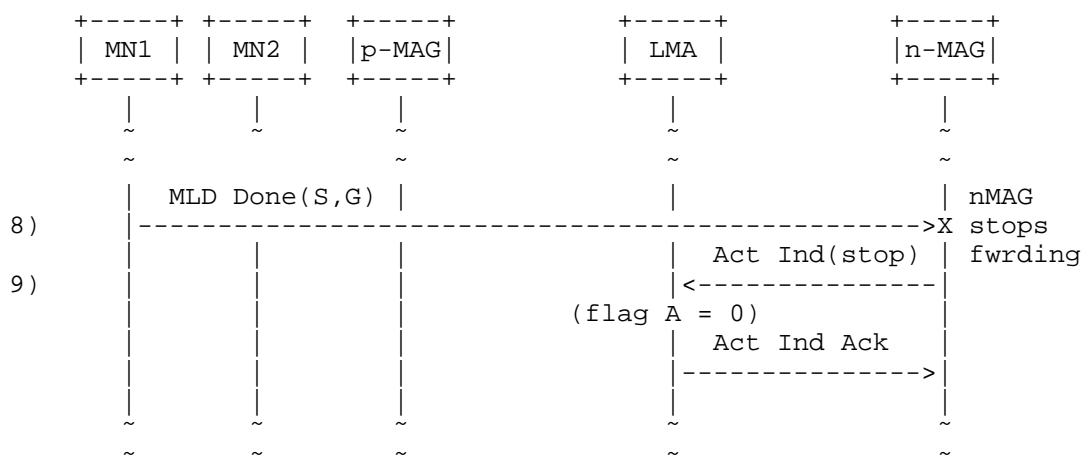 MN1 MN2 p-MAG LMA n-MAG
MLD Done(S,G) nMAG
8) X stops
Act Ind(stop) fwrding
9)
(flag A = 0)
Act Ind Ack